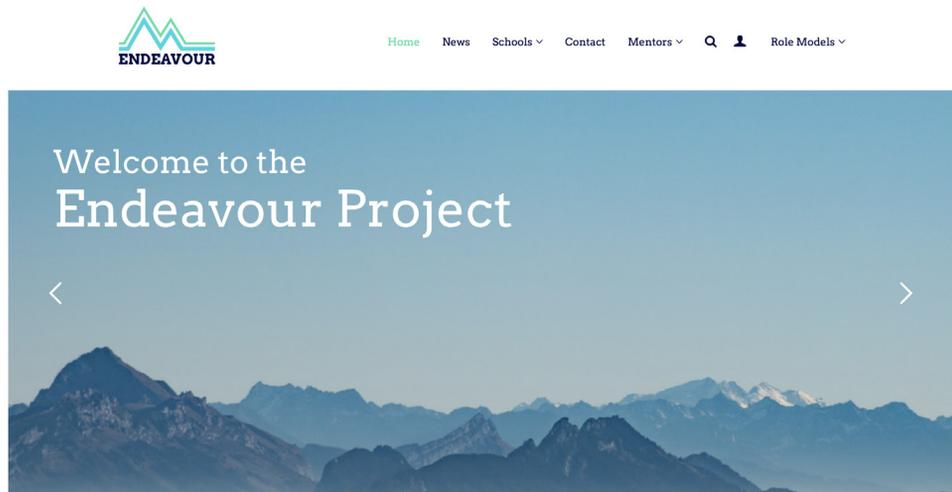 ENDEAVOUR
Home News Schools Contact Mentors Role Models
Welcome to the
Endeavour Project